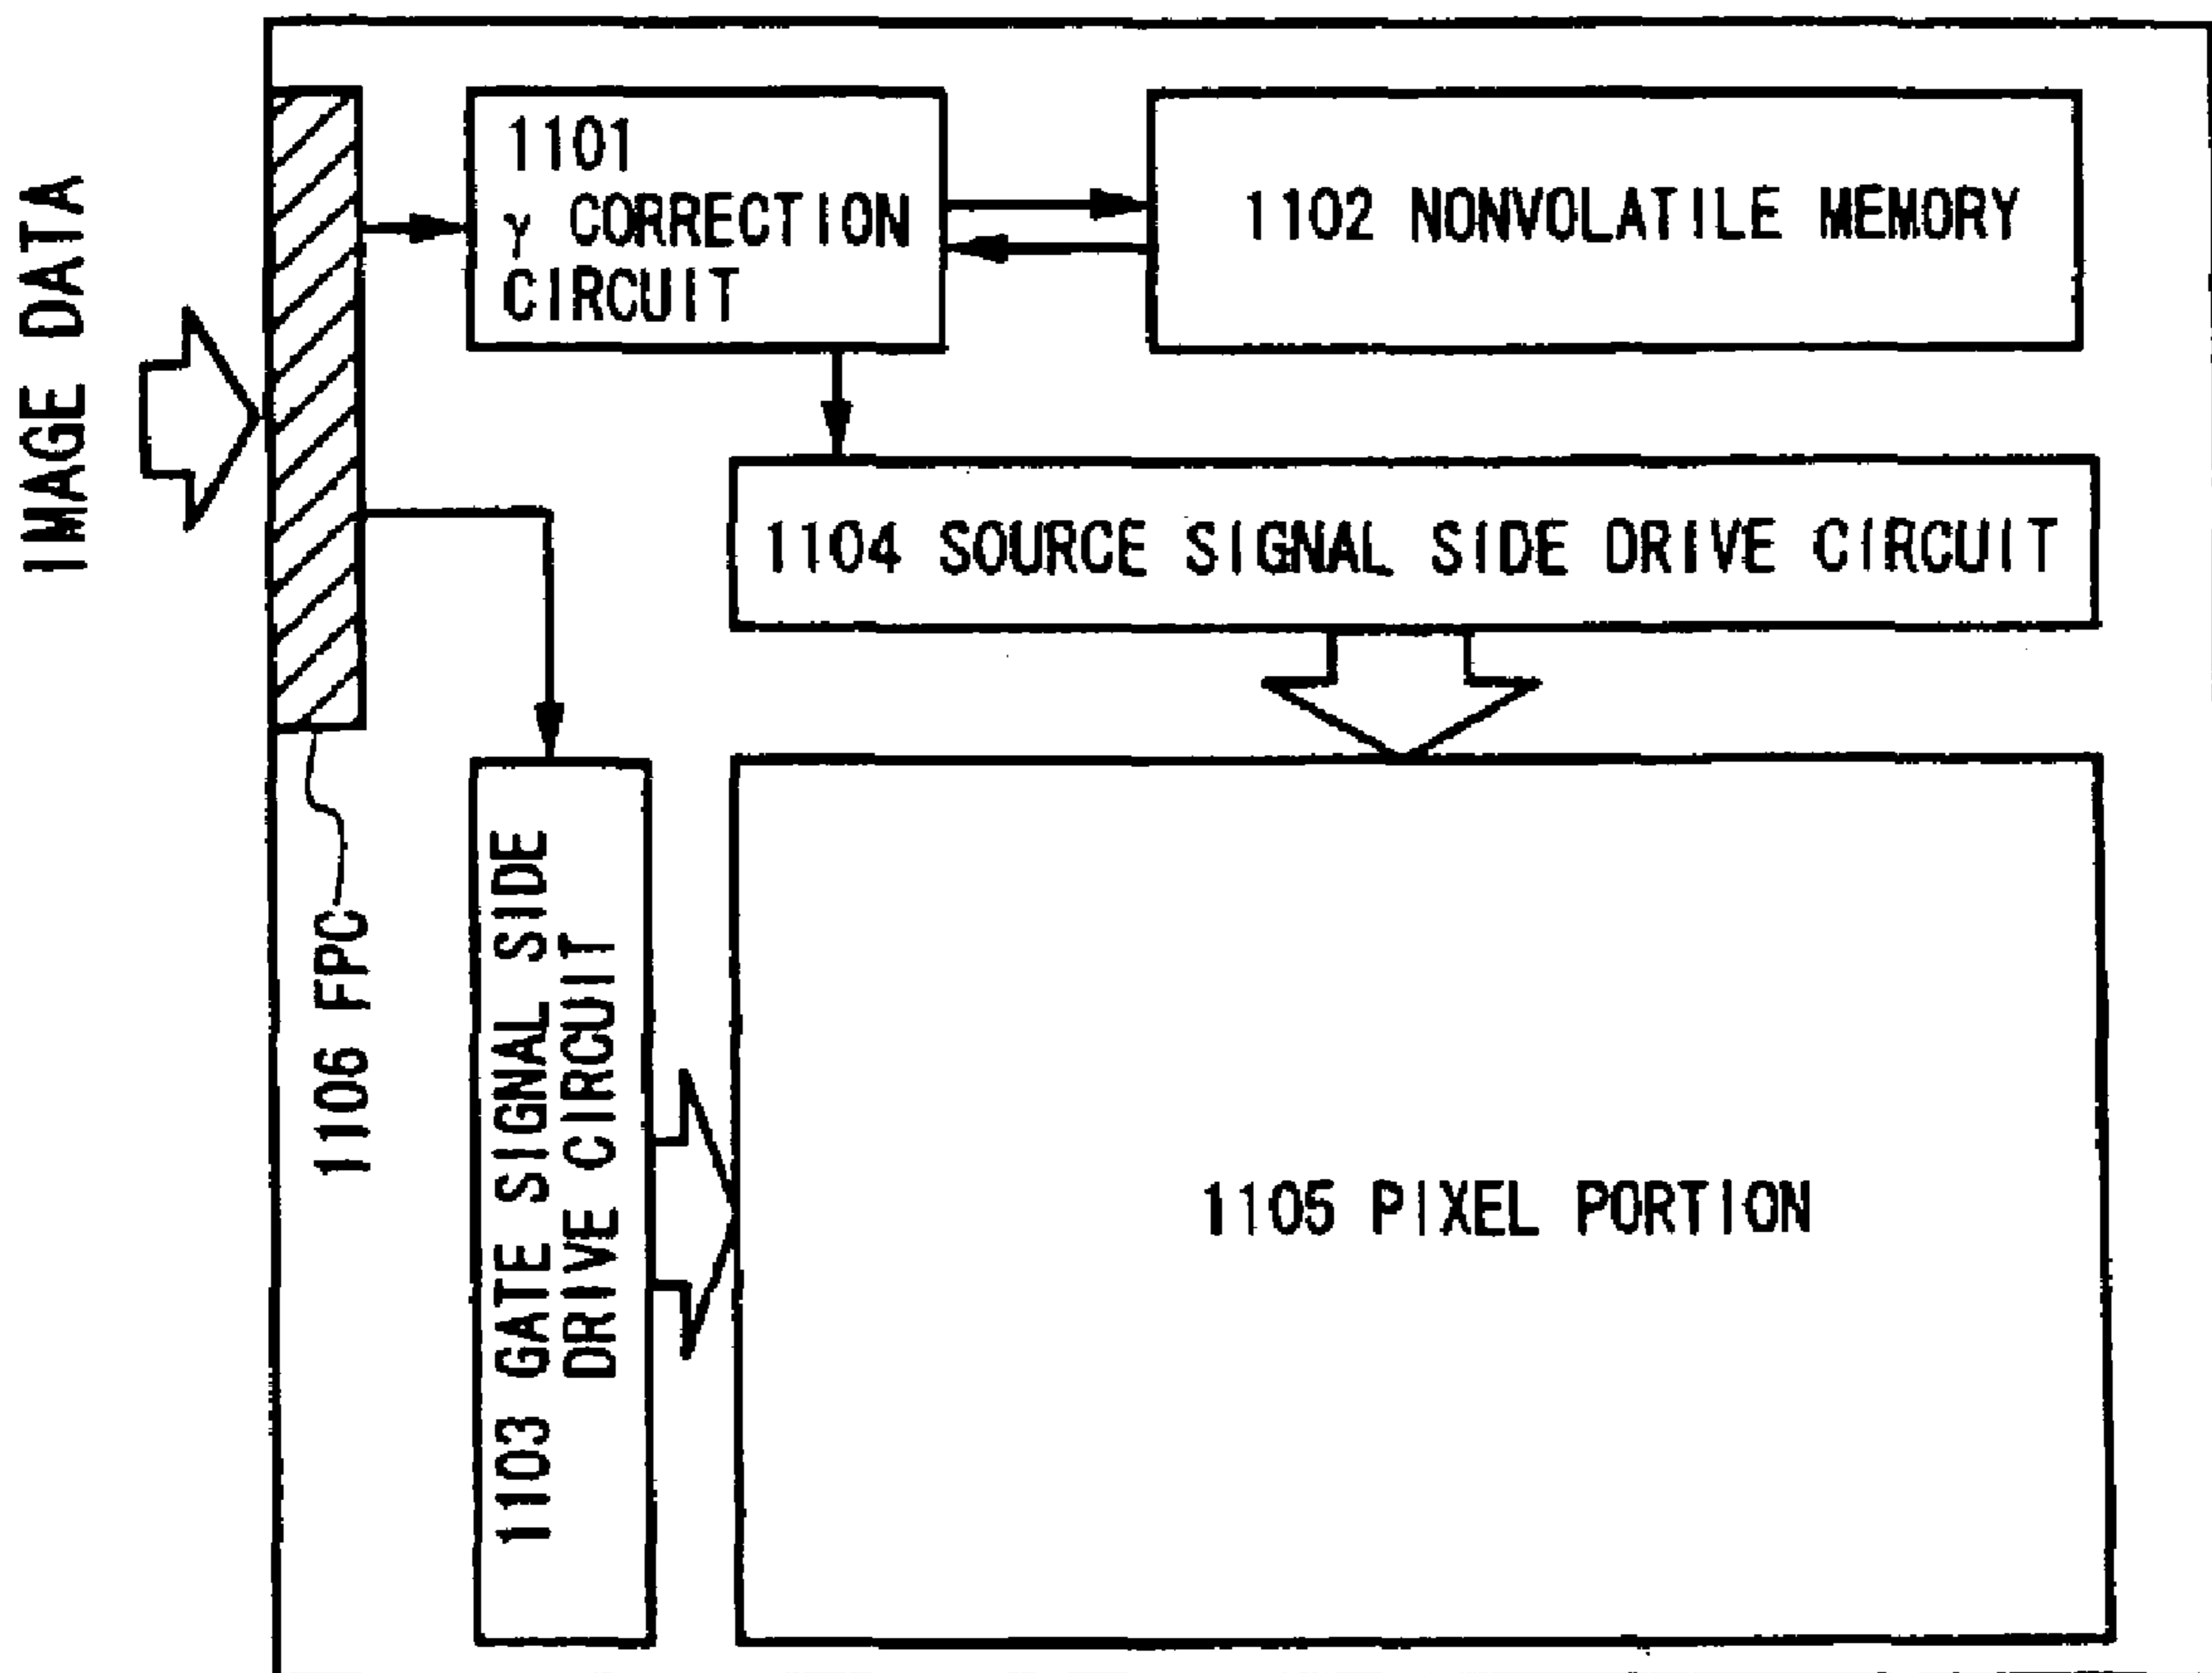 IMAGE DATA
1101
γ CORRECTION
CIRCUIT
1102 NONVOLATILE MEMORY
1104 SOURCE SIGNAL SIDE DRIVE CIRCUIT
1106 FPC
1103 GATE SIGNAL SIDE
DRIVE CIRCUIT
1105 PIXEL PORTION